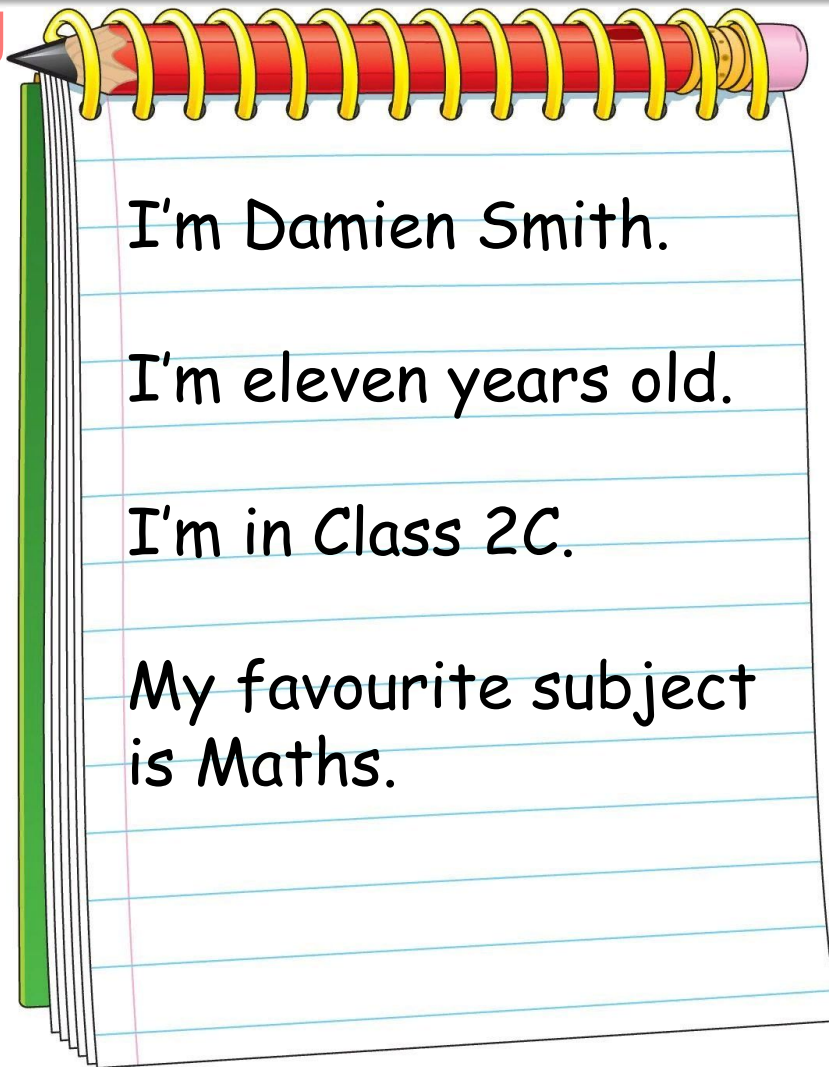 I'm Damien Smith.
I'm eleven years old.
I'm in Class 2C.
My favourite subject
is Maths.